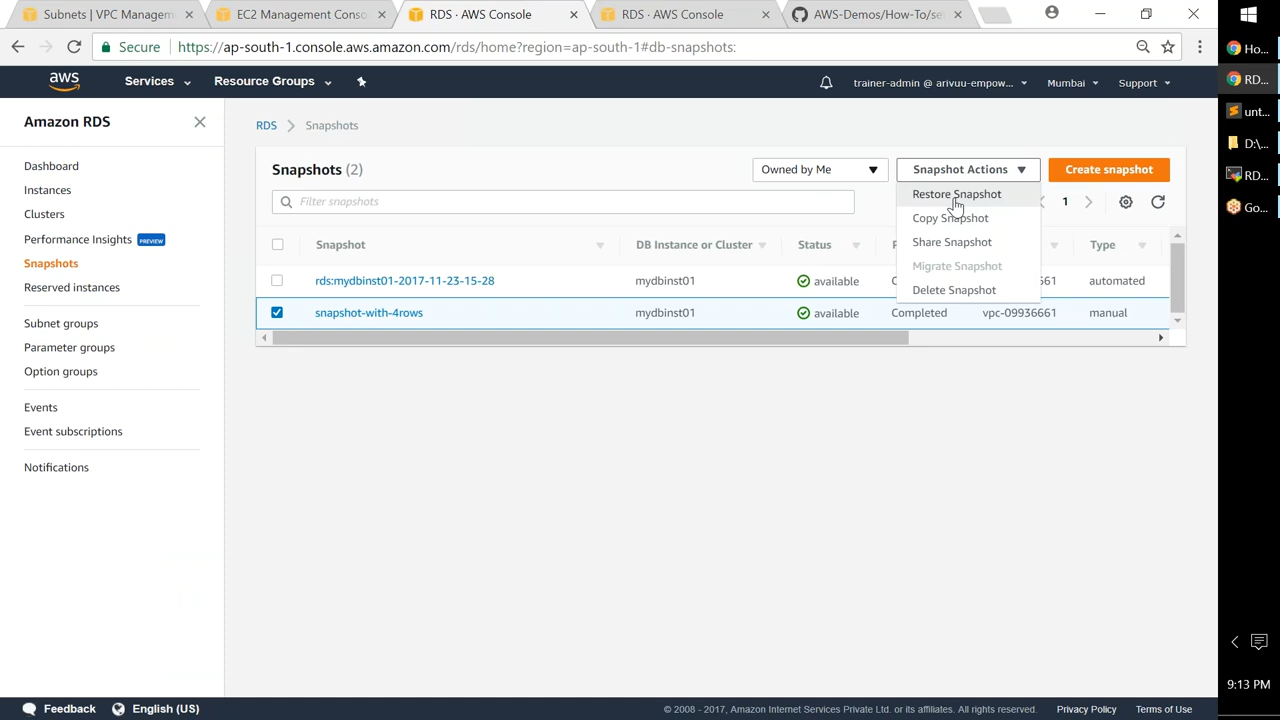 Subnets | VPC Managem
EC2 Management Conso
RDS · AWS Console
RDS · AWS Console
AWS-Demos/How-To/se
Secure
https://ap-south-1.console.aws.amazon.com/rds/home?region=ap-south-1#db-snapshots:
aws
Services
Resource Groups
trainer-admin @ arivuu-empow...
Mumbai
Support
Amazon RDS
Dashboard
Instances
Clusters
Performance Insights PREVIEW
Snapshots
Reserved instances
Subnet groups
Parameter groups
Option groups
Events
Event subscriptions
Notifications
RDS
Snapshots
Snapshots (2)
Owned by Me
Snapshot Actions
Create snapshot
Filter snapshots
1
Restore Snapshot
Copy Snapshot
Share Snapshot
Migrate Snapshot
Delete Snapshot
Snapshot
DB Instance or Cluster
Status
Type
rds:mydbinst01-2017-11-23-15-28
mydbinst01
available
661
automated
snapshot-with-4rows
mydbinst01
available
Completed
vpc-09936661
manual
Feedback
English (US)
© 2008 - 2017, Amazon Internet Services Private Ltd. or its affiliates. All rights reserved.
Privacy Policy
Terms of Use
Ho...
RD...
unt...
D:\...
RD...
Go...
9:13 PM